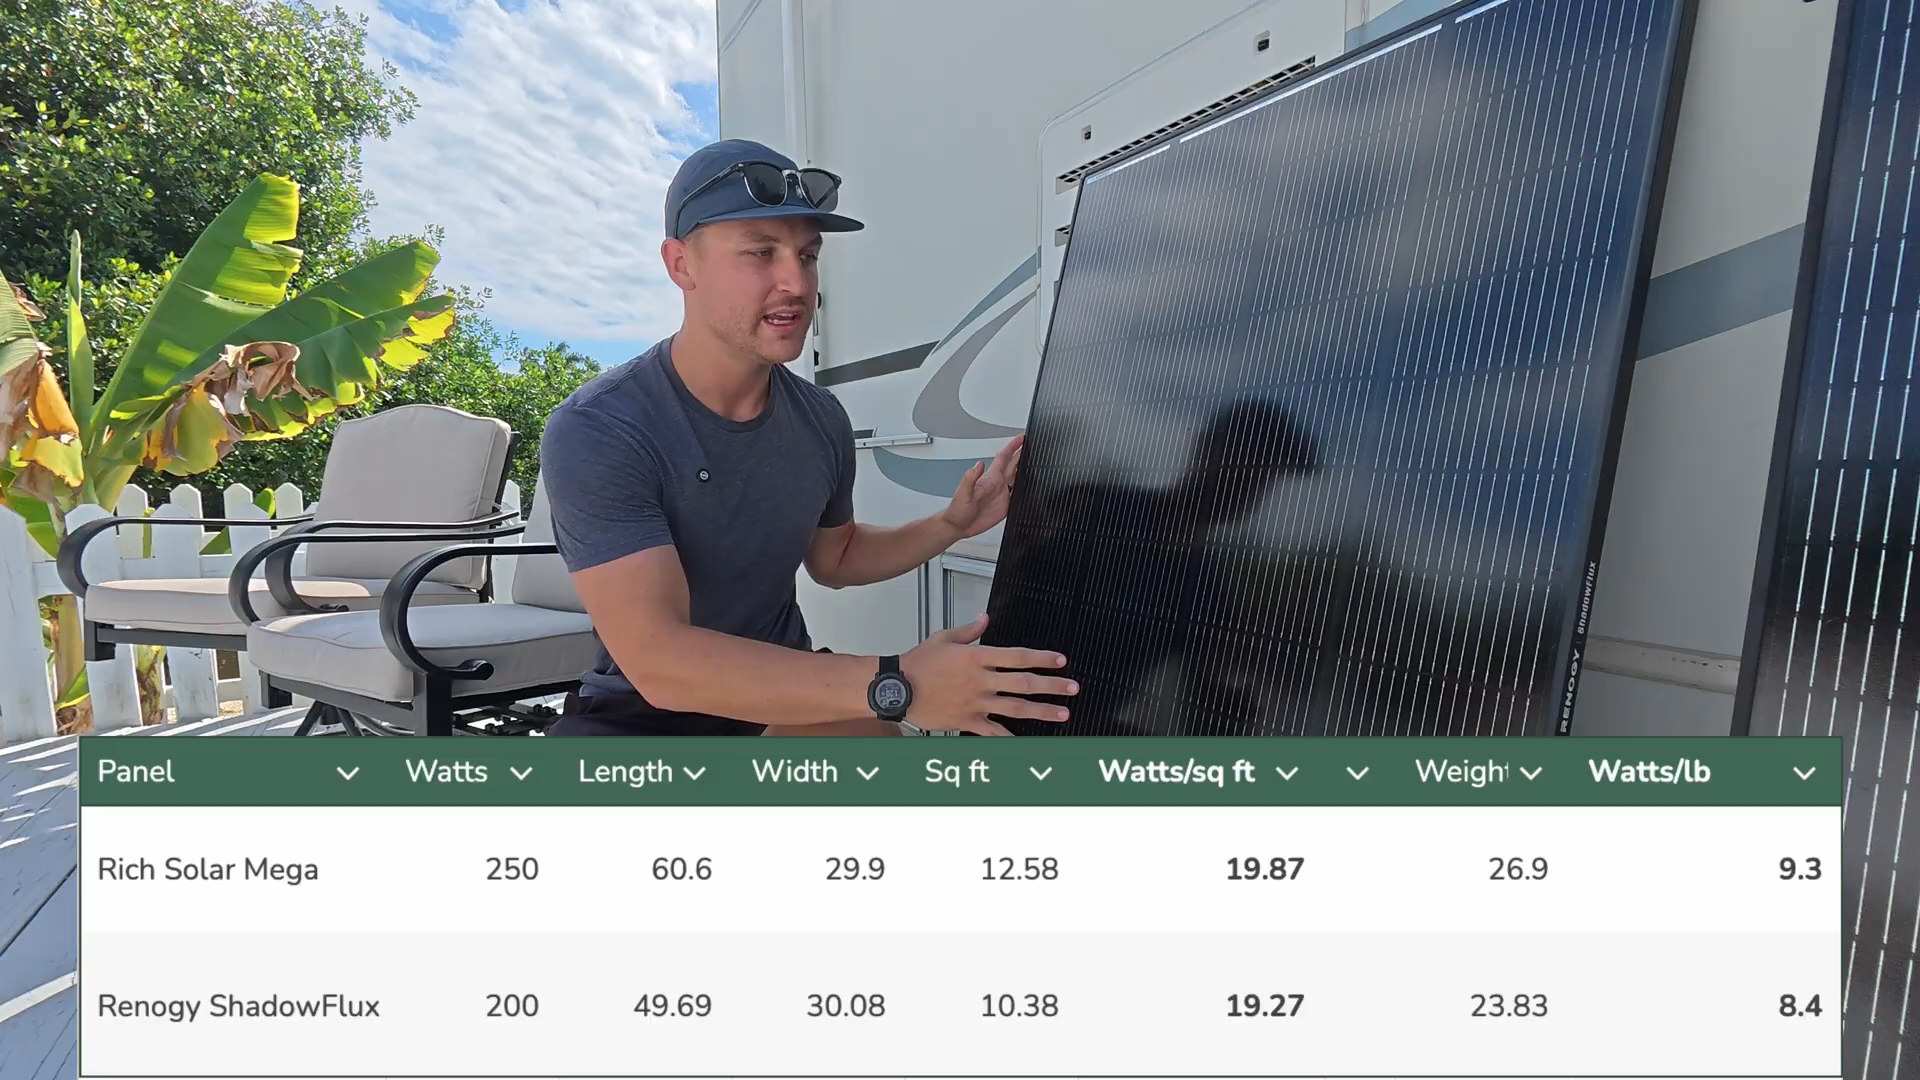 RENOGY ShadowFlux
Panel Watts Length Width Sq ft Watts/sq ft Weight Watts/lb
Rich Solar Mega 250 60.6 29.9 12.58 19.87 26.9 9.3
Renogy ShadowFlux 200 49.69 30.08 10.38 19.27 23.83 8.4